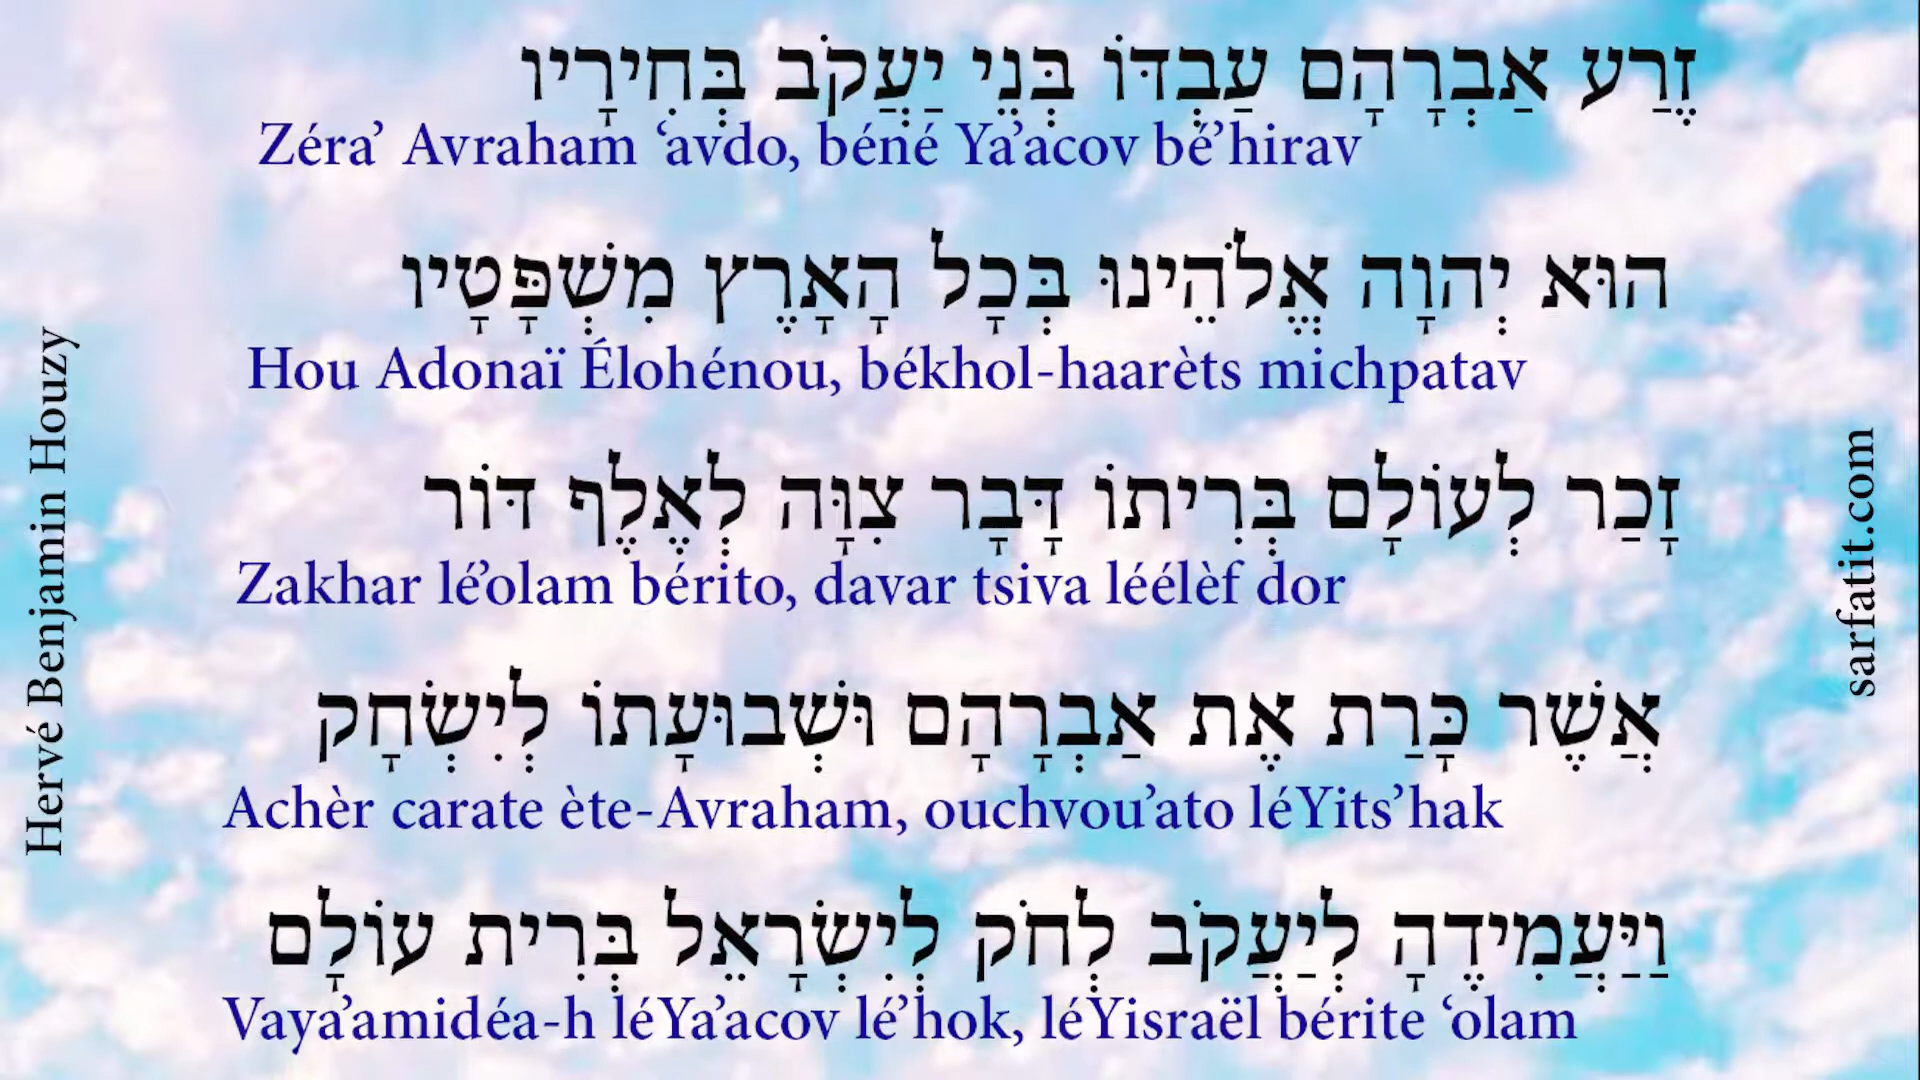 זֶרַע אַבְרָהָם עַבְדּוֹ בְּנֵי יַעֲקֹב בְּחִירָיו
Zéra’ Avraham ‘avdo, béné Ya’acov bé’hirav
הוּא יְהוָה אֱלֹהֵינוּ בְּכָל הָאָרֶץ מִשְׁפָּטָיו
Hou Adonaï Élohénou, békhol-haarèts michpatav
זָכַר לְעוֹלָם בְּרִיתוֹ דָּבָר צִוָּה לְאֶלֶף דּוֹר
Zakhar lé’olam bérito, davar tsiva léélèf dor
אֲשֶׁר כָּרַת אֶת אַבְרָהָם וּשְׁבוּעָתוֹ לְיִשְׂחָק
Achèr carate ète-Avraham, ouchvou’ato léYits’hak
וַיַּעֲמִידֶהָ לְיַעֲקֹב לְחֹק לְיִשְׂרָאֵל בְּרִית עוֹלָם
Vaya’amidéa-h léYa’acov lé’hok, léYisraël bérite ‘olam
Hervé Benjamin Houzy
sarfatit.com